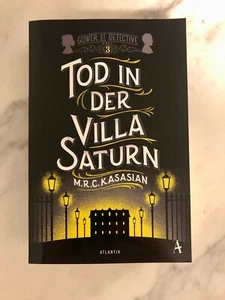 GOWER ST. DETECTIVE
3
TOD IN
DER
VILLA
SATURN
M.R.C. KASASIAN
ATLANTIK
A